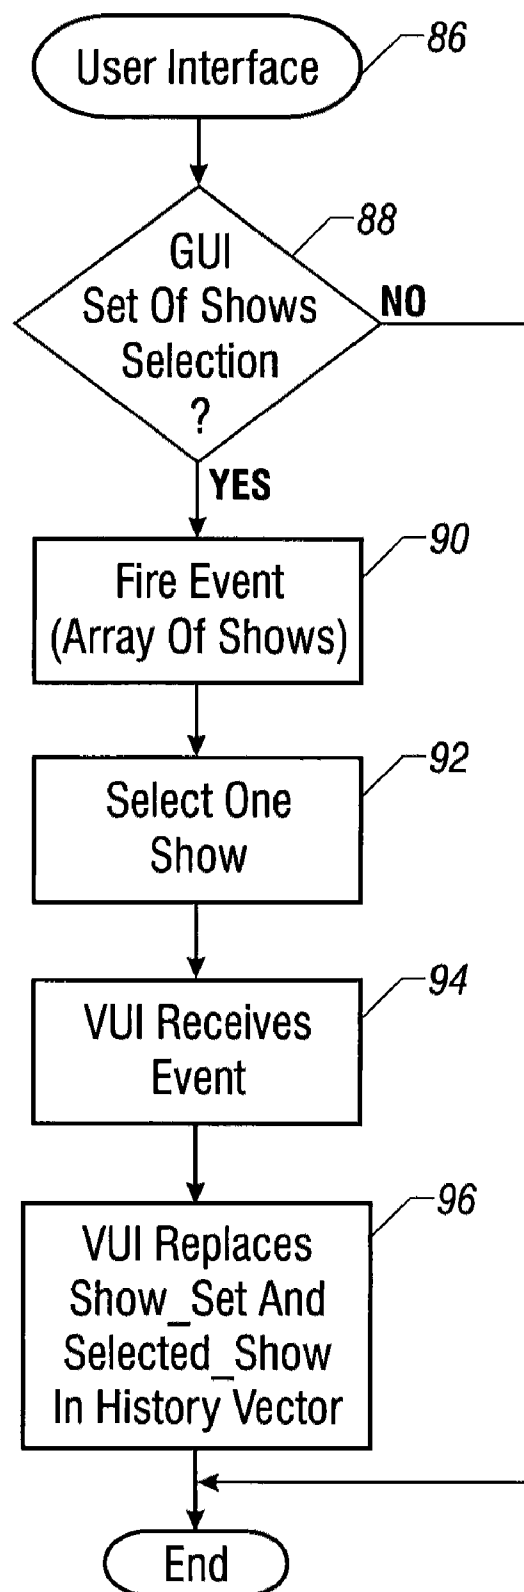 User Interface
86
88
GUI
Set Of Shows
Selection
?
NO
YES
90
Fire Event
(Array Of Shows)
92
Select One
Show
94
VUI Receives
Event
96
VUI Replaces
Show_Set And
Selected_Show
In History Vector
End